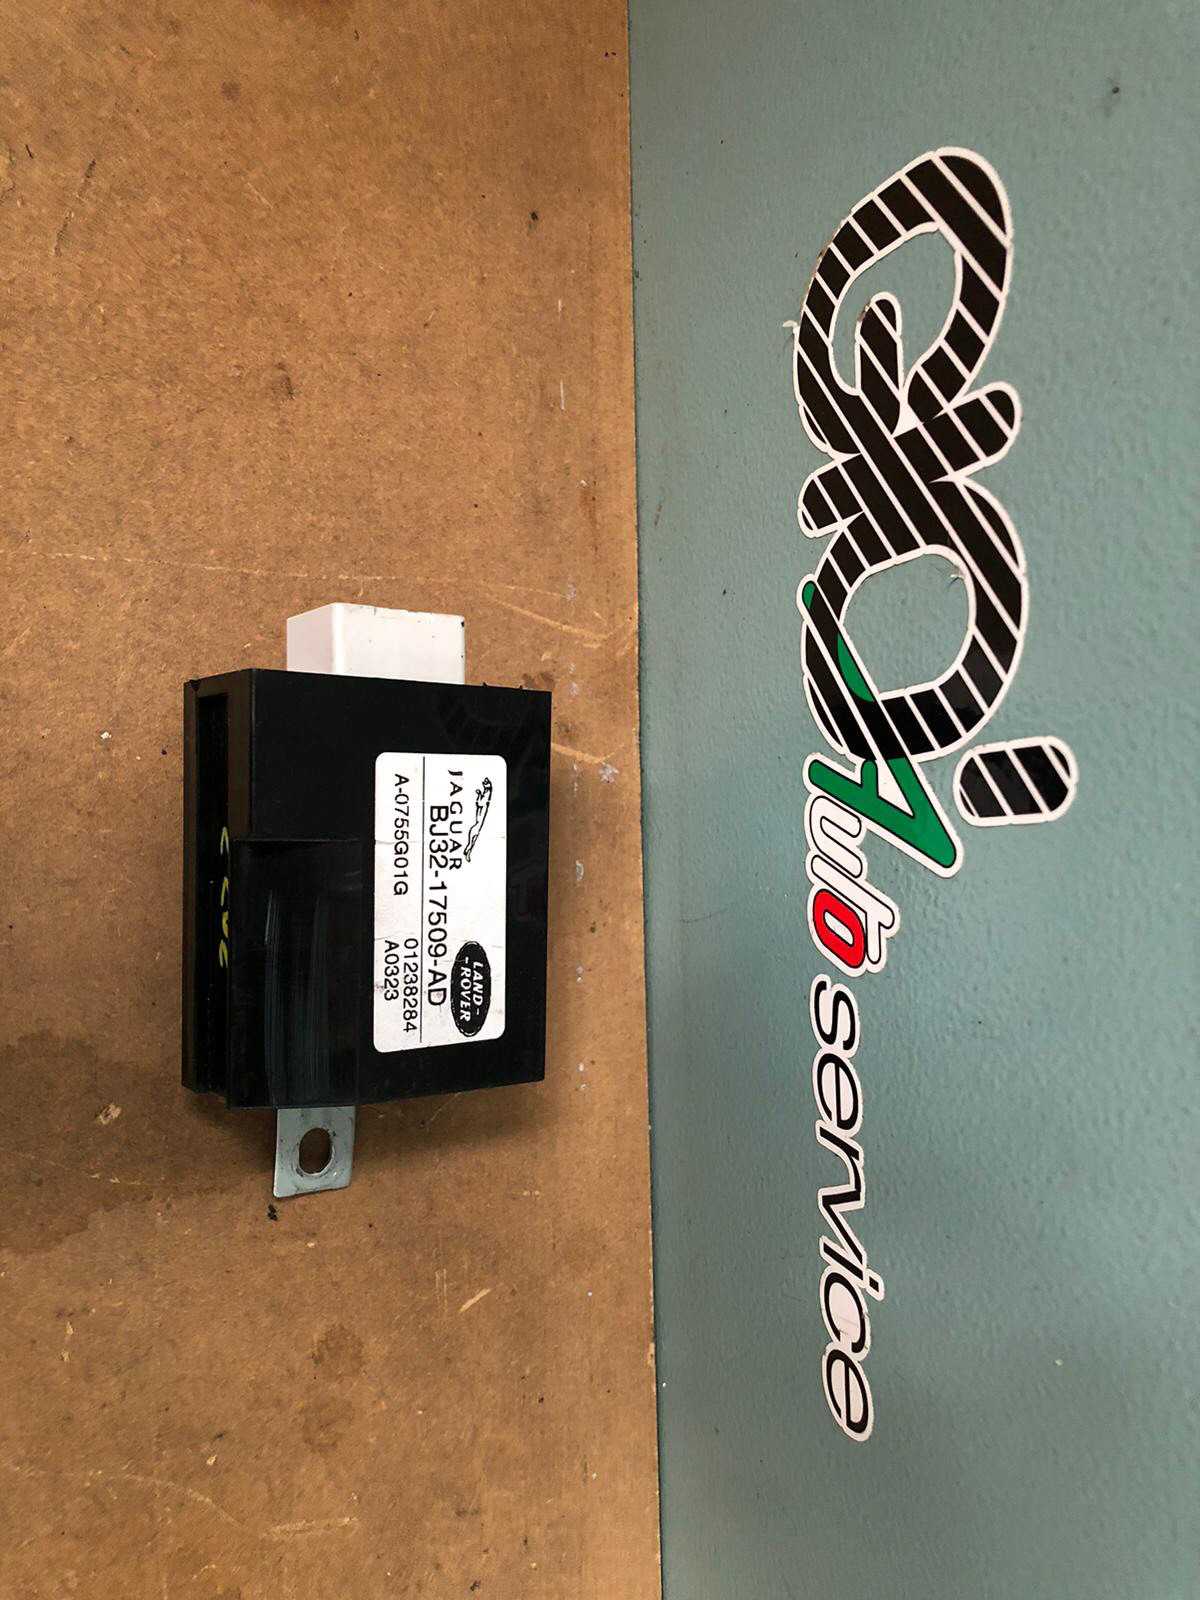 JAGUAR
LAND-
-ROVER
BJ32-17509-AD
A-0755G01G
01238284
A0323
Auto service